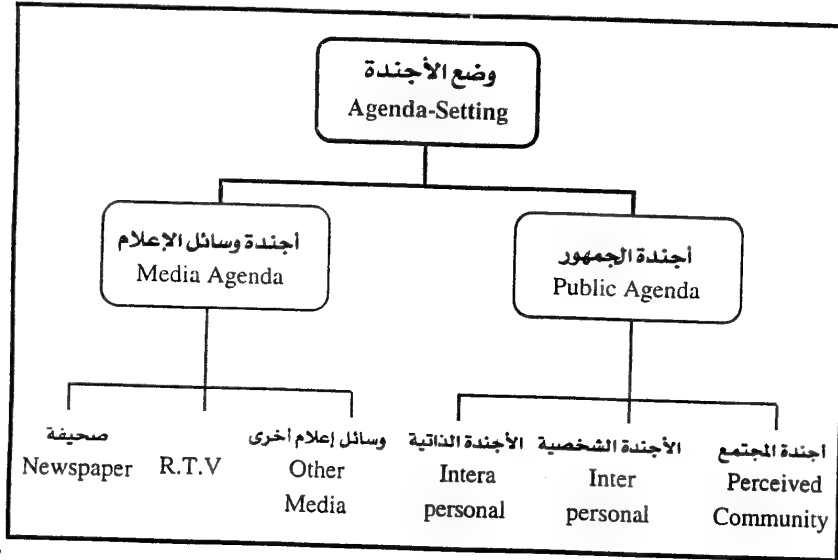 وضع الأجندة
Agenda-Setting
أجندة وسائل الإعلام
Media Agenda
أجندة الجمهور
Public Agenda
صحيفة
Newspaper
R.T.V
وسائل إعلام أخرى
Other
Media
الأجندة الذاتية
Intera
personal
الأجندة الشخصية
Inter
personal
أجندة المجتمع
Perceived
Community